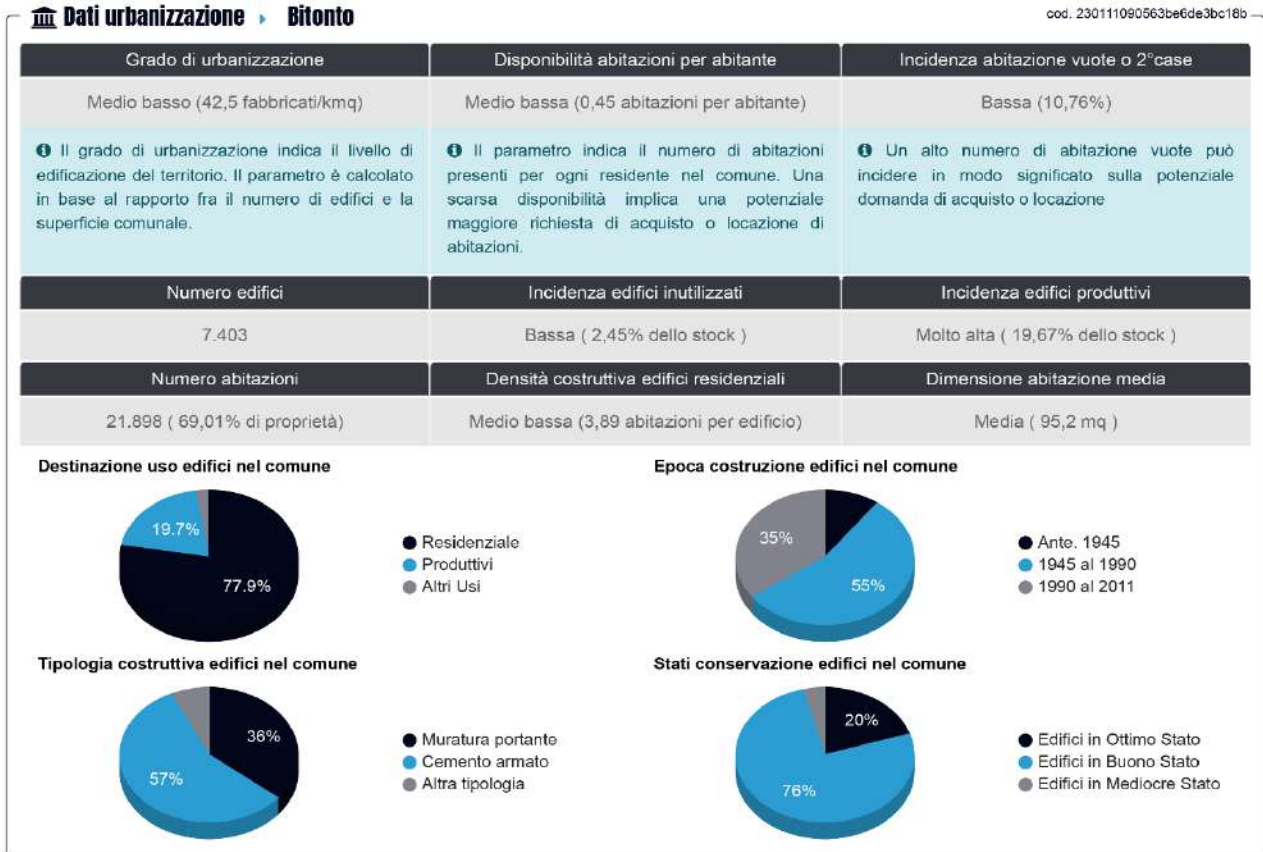 Dati urbanizzazione ▸ Bitonto
cod. 230111090563be6de3bc18b
Grado di urbanizzazione
Disponibilità abitazioni per abitante
Incidenza abitazione vuote o 2°case
Medio basso (42,5 fabbricati/kmq)
Medio bassa (0,45 abitazioni per abitante)
Bassa (10,76%)
Il grado di urbanizzazione indica il livello di
edificazione del territorio. Il parametro è calcolato
in base al rapporto fra il numero di edifici e la
superficie comunale.
Il parametro indica il numero di abitazioni
presenti per ogni residente nel comune. Una
scarsa disponibilità implica una potenziale
maggiore richiesta di acquisto o locazione di
abitazioni.
Un alto numero di abitazione vuote può
incidere in modo significato sulla potenziale
domanda di acquisto o locazione
Numero edifici
Incidenza edifici inutilizzati
Incidenza edifici produttivi
7.403
Bassa ( 2,45% dello stock )
Molto alta ( 19,67% dello stock )
Numero abitazioni
Densità costruttiva edifici residenziali
Dimensione abitazione media
21.898 ( 69,01% di proprietà)
Medio bassa (3,89 abitazioni per edificio)
Media ( 95,2 mq )
Destinazione uso edifici nel comune
19.7%
77.9%
Residenziale
Produttivi
Altri Usi
Epoca costruzione edifici nel comune
35%
55%
Ante. 1945
1945 al 1990
1990 al 2011
Tipologia costruttiva edifici nel comune
36%
57%
Muratura portante
Cemento armato
Altra tipologia
Stati conservazione edifici nel comune
20%
76%
Edifici in Ottimo Stato
Edifici in Buono Stato
Edifici in Mediocre Stato